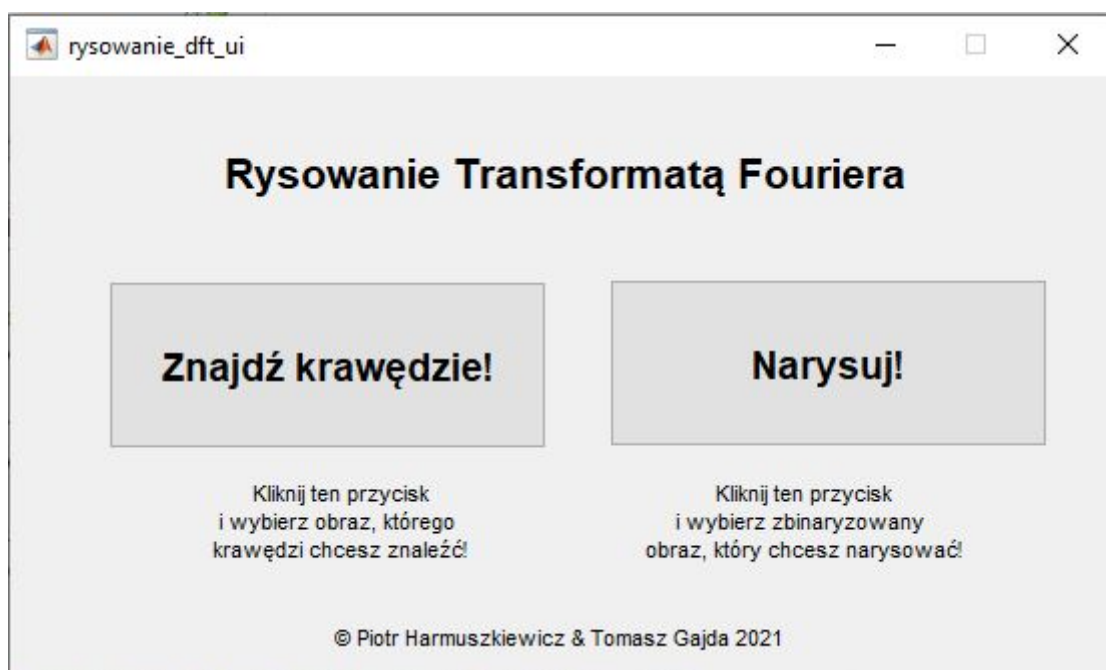 rysowanie_dft_ui
Rysowanie Transformatą Fouriera
Znajdź krawędzie!
Narysuj!
Kliknij ten przycisk
i wybierz obraz, którego
krawędzi chcesz znaleźć!
Kliknij ten przycisk
i wybierz zbinaryzowany
obraz, który chcesz narysować!
© Piotr Harmuszkiewicz & Tomasz Gajda 2021